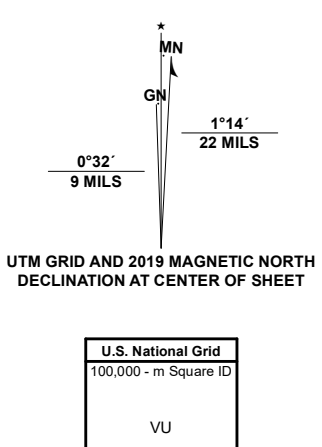 ★
MN
GN
1°14´
22 MILS
0°32´
9 MILS
UTM GRID AND 2019 MAGNETIC NORTH
DECLINATION AT CENTER OF SHEET
U.S. National Grid
100,000 - m Square ID
VU